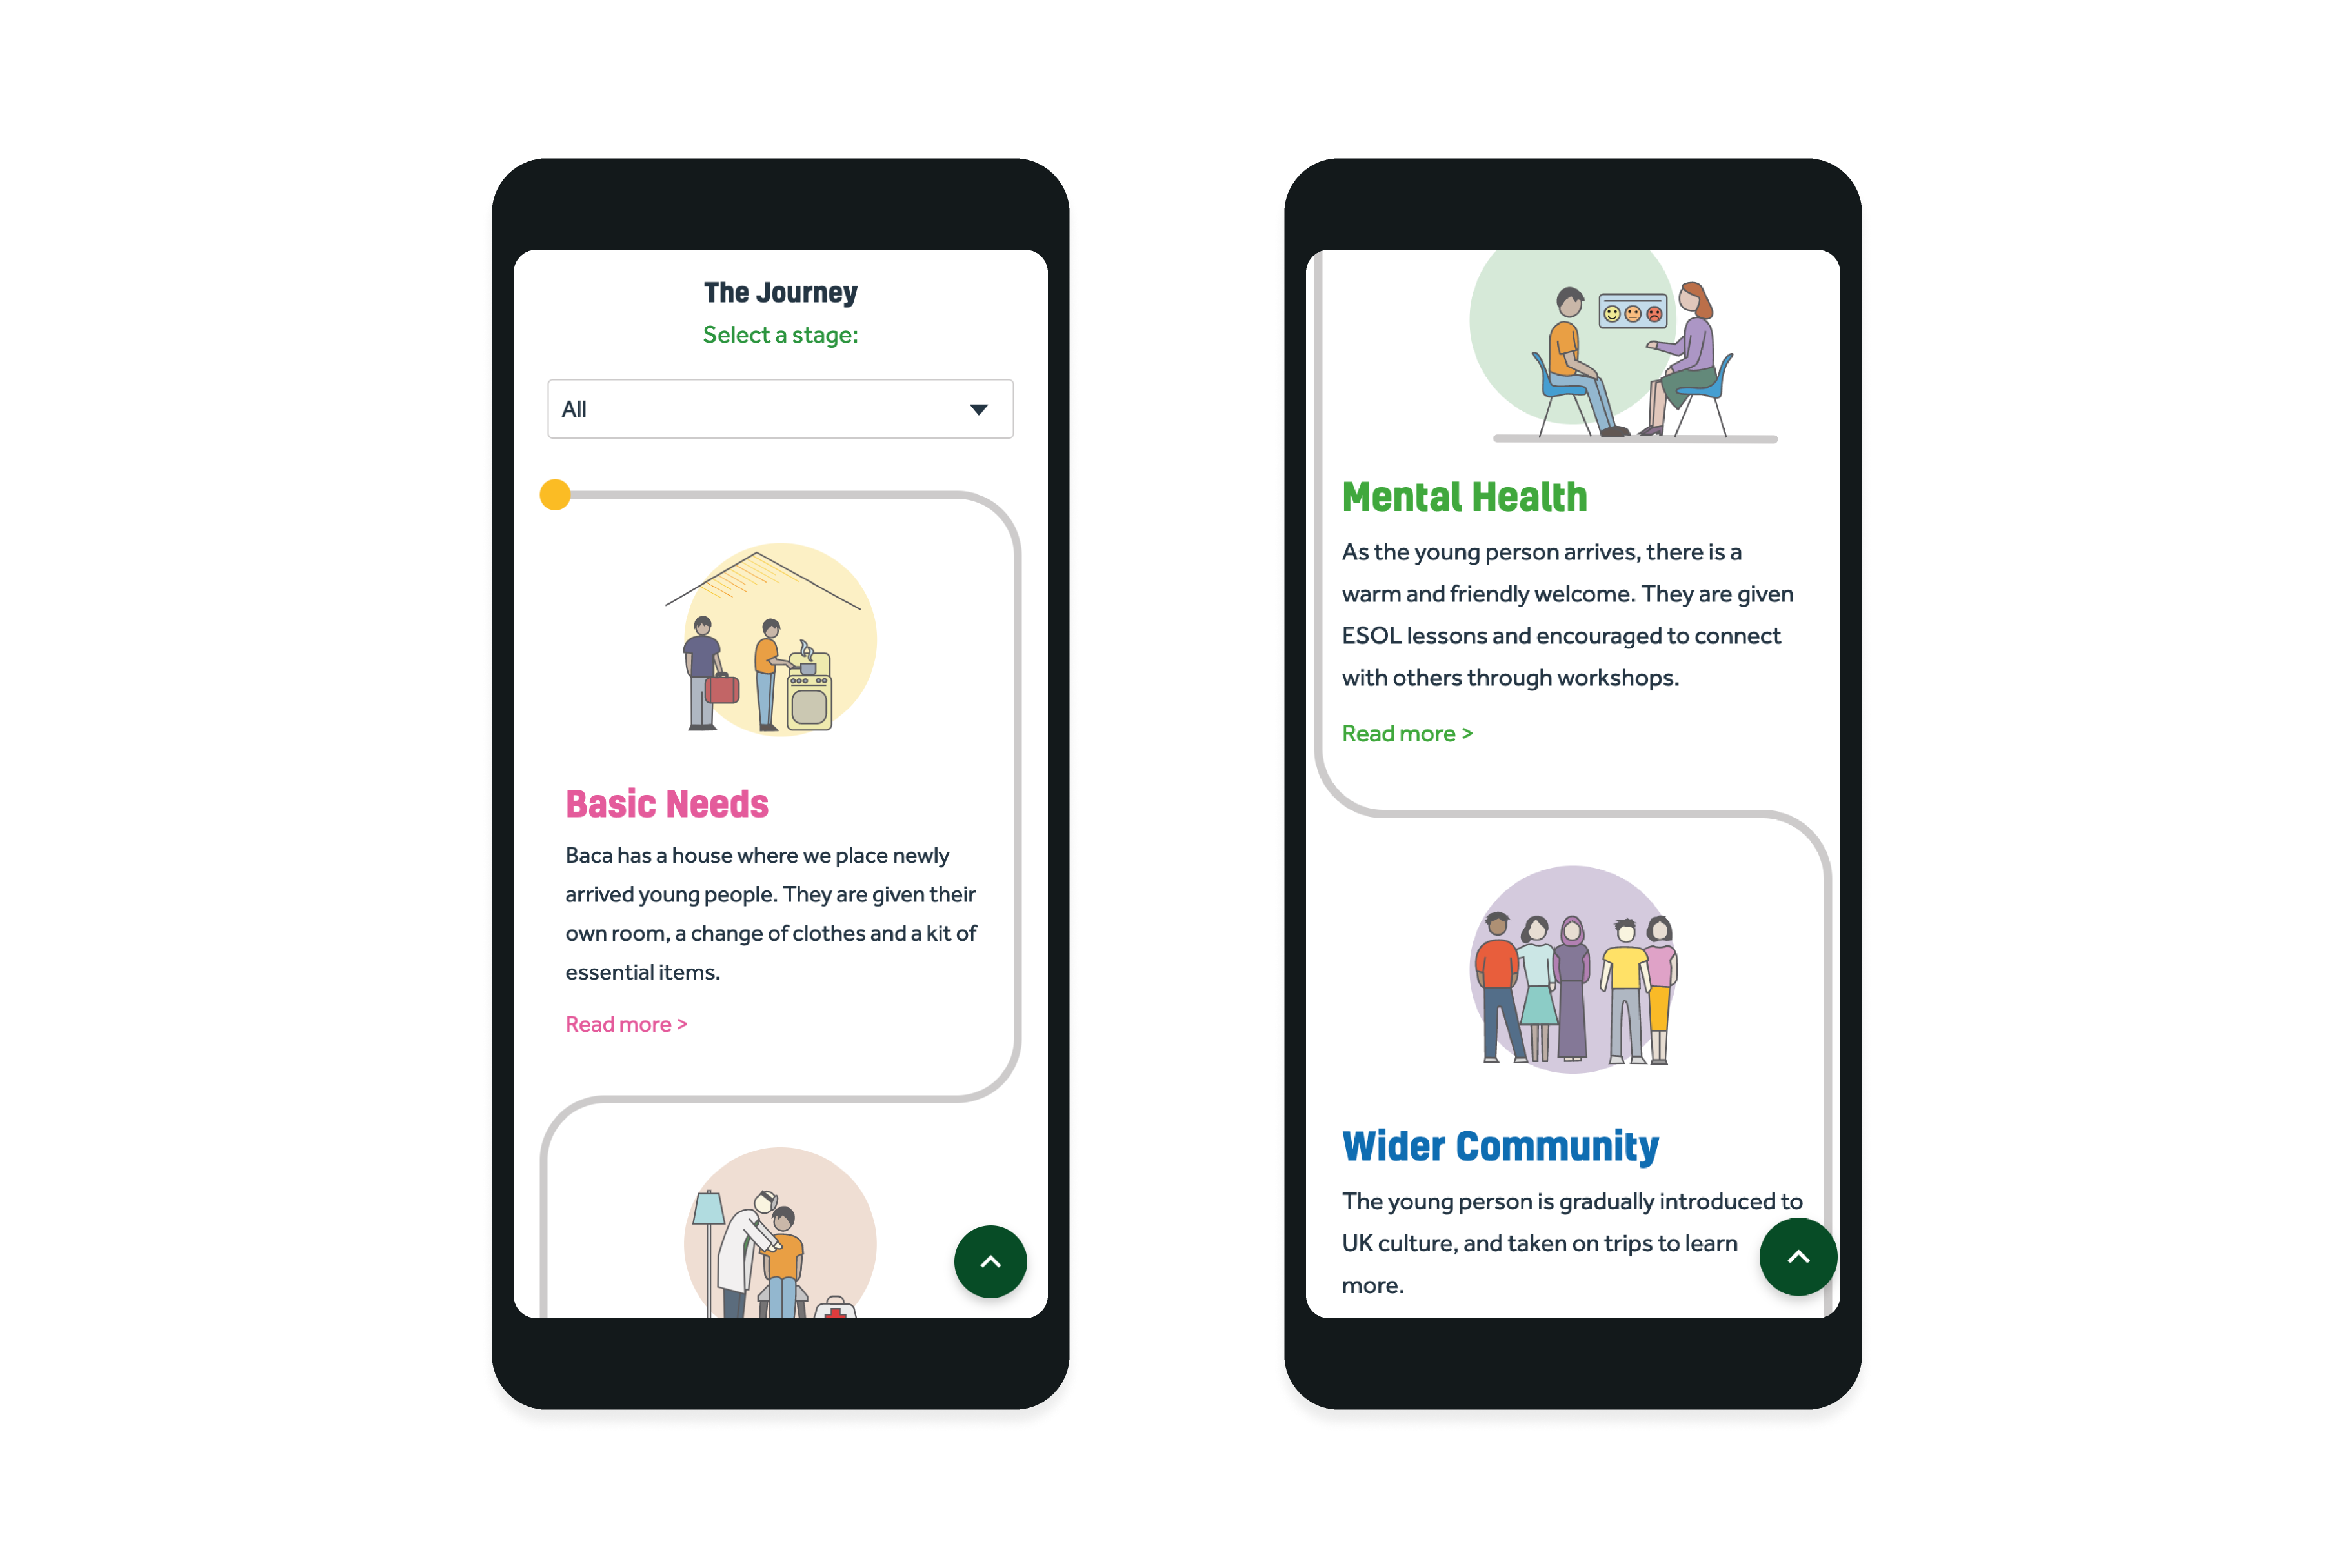 The Journey
Select a stage:
All
Basic Needs
Baca has a house where we place newly
arrived young people. They are given their
own room, a change of clothes and a kit of
essential items.
Read more >
Mental Health
As the young person arrives, there is a
warm and friendly welcome. They are given
ESOL lessons and encouraged to connect
with others through workshops.
Read more >
Wider Community
The young person is gradually introduced to
UK culture, and taken on trips to learn
more.